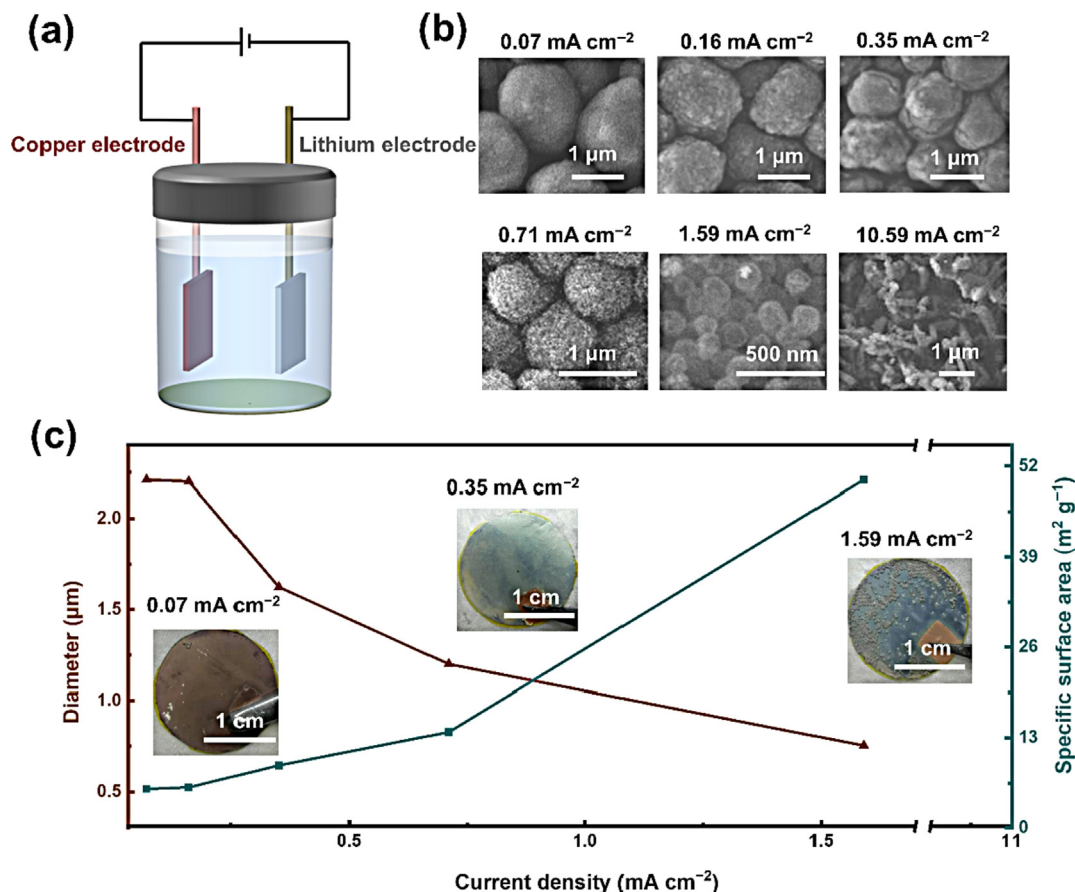 (a)
Copper electrode
Lithium electrode
(b)
0.07 mA cm⁻²
0.16 mA cm⁻²
0.35 mA cm⁻²
1 μm
1 μm
1 μm
0.71 mA cm⁻²
1.59 mA cm⁻²
10.59 mA cm⁻²
1 μm
500 nm
1 μm
(c)
Diameter (μm)
2.0
1.5
1.0
0.5
0.07 mA cm⁻²
1 cm
0.35 mA cm⁻²
1 cm
1.59 mA cm⁻²
1 cm
52
39
26
13
0
Specific surface area (m² g⁻¹)
0.5
1.0
1.5
11
Current density (mA cm⁻²)